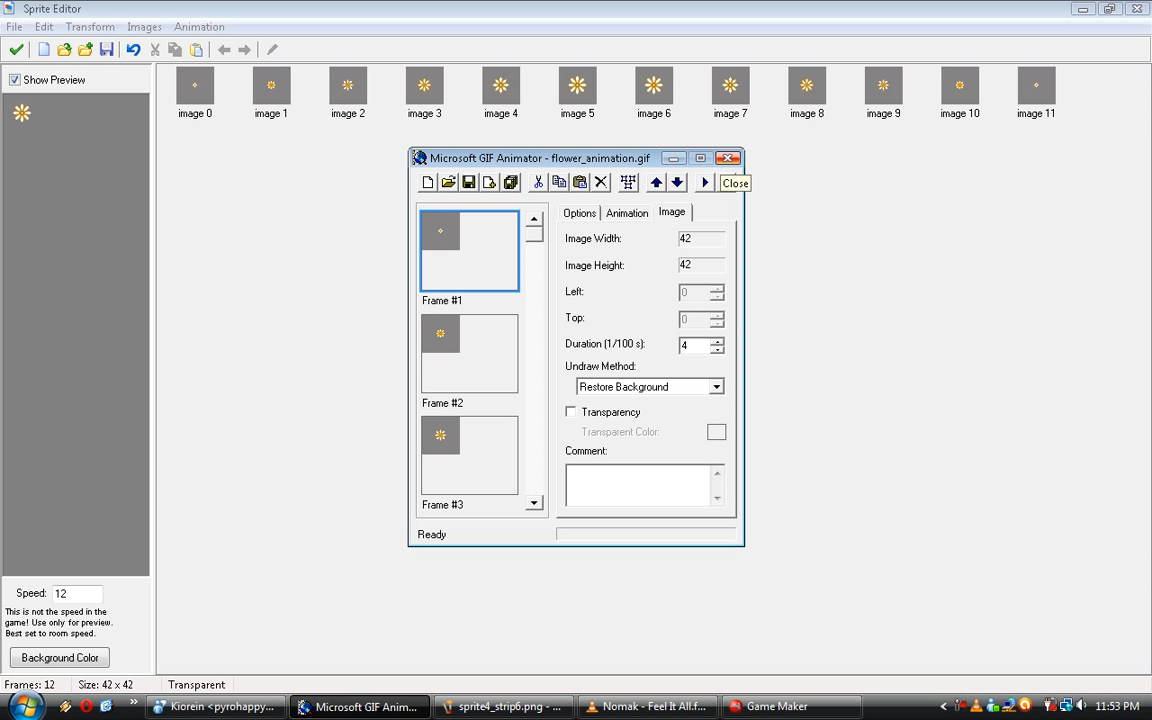 Sprite Editor
File Edit Transform Images Animation
Show Preview
image 0 image 1 image 2 image 3 image 4 image 5 image 6 image 7 image 8 image 9 image 10 image 11
Microsoft GIF Animator - flower_animation.gif
Close
Options Animation Image
Image Width: 42
Image Height: 42
Left: 0
Top: 0
Duration (1/100 s): 4
Undraw Method:
Restore Background
Transparency
Transparent Color:
Comment:
Frame #1
Frame #2
Frame #3
Ready
Speed: 12
This is not the speed in the
game! Use only for preview.
Best set to room speed.
Background Color
Frames: 12 Size: 42 x 42 Transparent
Kiorein <pyrohappy... Microsoft GIF Anim... sprite4_strip6.png - ... Nomak - Feel It All.f... Game Maker 11:53 PM